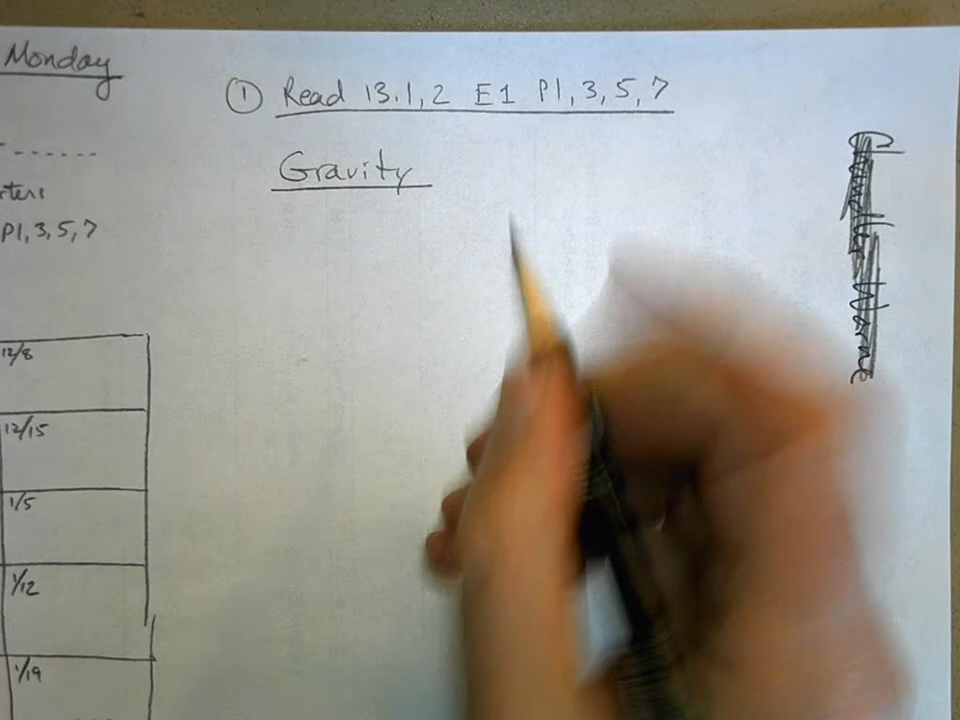 Monday
① Read 13.1, 2 E1 P1, 3, 5, 7
Gravity
P1, 3, 5, 7
12/8
12/15
1/5
1/12
1/19